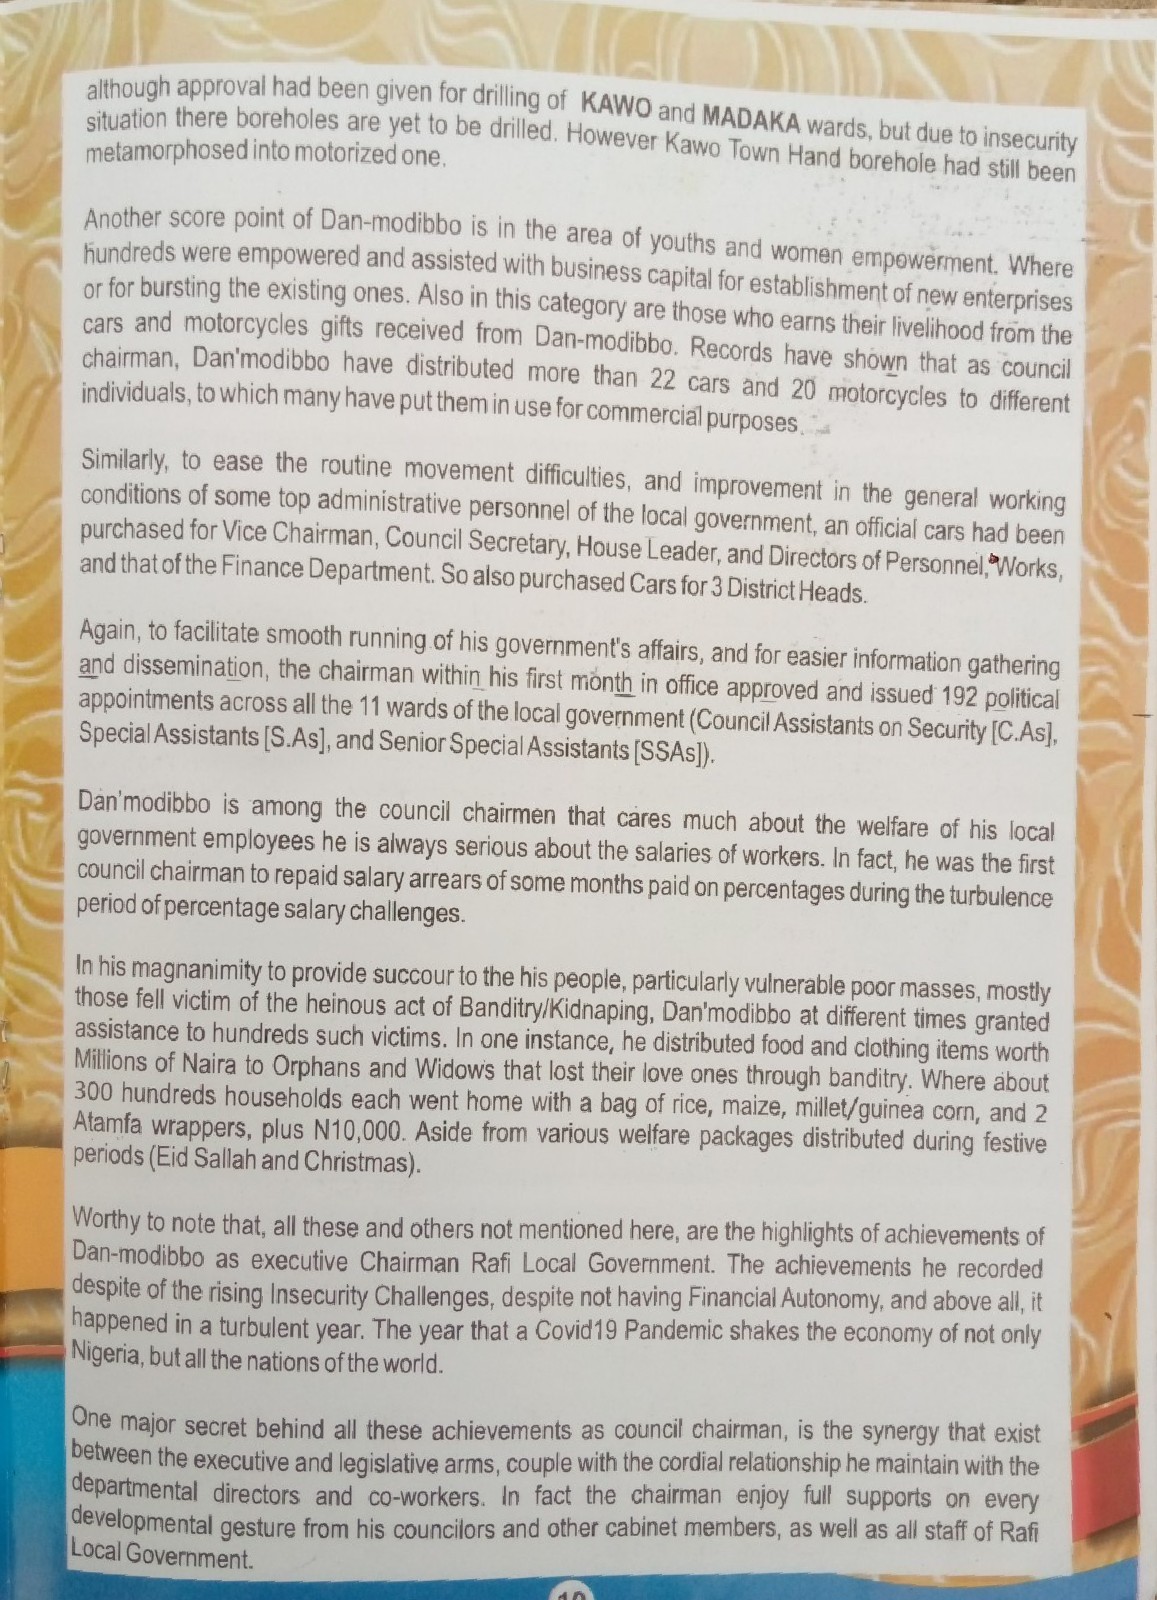 although approval had been given for drilling of KAWO and MADAKA wards, but due to insecurity
situation there boreholes are yet to be drilled. However Kawo Town Hand borehole had still been
metamorphosed into motorized one.
Another score point of Dan-modibbo is in the area of youths and women empowerment. Where
hundreds were empowered and assisted with business capital for establishment of new enterprises
or for bursting the existing ones. Also in this category are those who earns their livelihood from the
cars and motorcycles gifts received from Dan-modibbo. Records have shown that as council
chairman, Dan'modibbo have distributed more than 22 cars and 20 motorcycles to different
individuals, to which many have put them in use for commercial purposes.
Similarly, to ease the routine movement difficulties, and improvement in the general working
conditions of some top administrative personnel of the local government, an official cars had been
purchased for Vice Chairman, Council Secretary, House Leader, and Directors of Personnel, Works,
and that of the Finance Department. So also purchased Cars for 3 District Heads.
Again, to facilitate smooth running of his government's affairs, and for easier information gathering
and dissemination, the chairman within his first month in office approved and issued 192 political
appointments across all the 11 wards of the local government (Council Assistants on Security [C.As],
Special Assistants [S.As], and Senior Special Assistants [SSAs]).
Dan'modibbo is among the council chairmen that cares much about the welfare of his local
government employees he is always serious about the salaries of workers. In fact, he was the first
council chairman to repaid salary arrears of some months paid on percentages during the turbulence
period of percentage salary challenges.
In his magnanimity to provide succour to the his people, particularly vulnerable poor masses, mostly
those fell victim of the heinous act of Banditry/Kidnaping, Dan'modibbo at different times granted
assistance to hundreds such victims. In one instance, he distributed food and clothing items worth
Millions of Naira to Orphans and Widows that lost their love ones through banditry. Where about
300 hundreds households each went home with a bag of rice, maize, millet/guinea corn, and 2
Atamfa wrappers, plus N10,000. Aside from various welfare packages distributed during festive
periods (Eid Sallah and Christmas).
Worthy to note that, all these and others not mentioned here, are the highlights of achievements of
Dan-modibbo as executive Chairman Rafi Local Government. The achievements he recorded
despite of the rising Insecurity Challenges, despite not having Financial Autonomy, and above all, it
happened in a turbulent year. The year that a Covid19 Pandemic shakes the economy of not only
Nigeria, but all the nations of the world.
One major secret behind all these achievements as council chairman, is the synergy that exist
between the executive and legislative arms, couple with the cordial relationship he maintain with the
departmental directors and co-workers. In fact the chairman enjoy full supports on every
developmental gesture from his councilors and other cabinet members, as well as all staff of Rafi
Local Government.